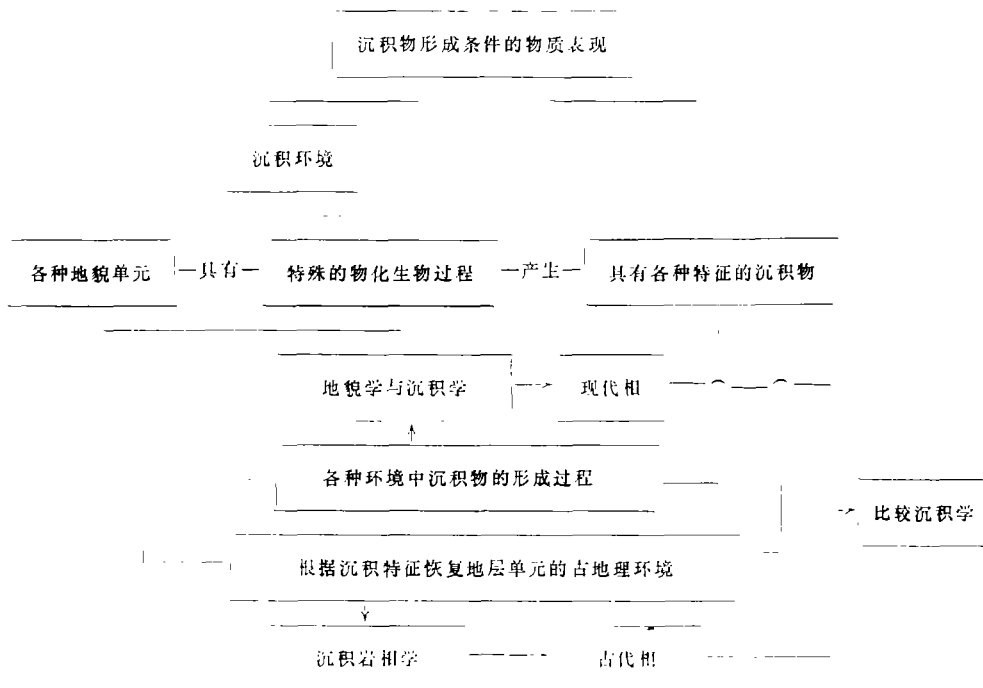 沉积物形成条件的物质表现
沉积环境
各种地貌单元 具有 特殊的物化生物过程 产生 具有各种特征的沉积物
地貌学与沉积学 现代相
各种环境中沉积物的形成过程
比较沉积学
根据沉积特征恢复地层单元的古地理环境
沉积岩相学 古代相